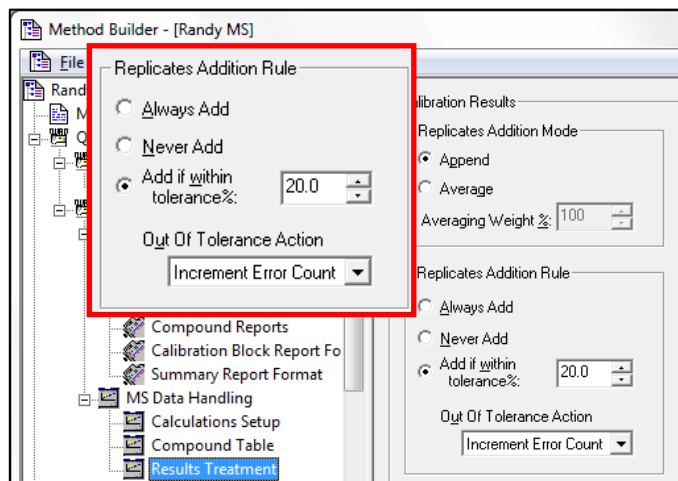 Method Builder - [Randy MS]
File
Replicates Addition Rule
Always Add
Never Add
Add if within
tolerance%:
20.0
Out Of Tolerance Action
Increment Error Count
Rand
M
Q
Compound Reports
Calibration Block Report Fo
Summary Report Format
MS Data Handling
Calculations Setup
Compound Table
Results Treatment
libration Results
Replicates Addition Mode
Append
Average
Averaging Weight %: 100
Replicates Addition Rule
Always Add
Never Add
Add if within
tolerance%:
20.0
Out Of Tolerance Action
Increment Error Count